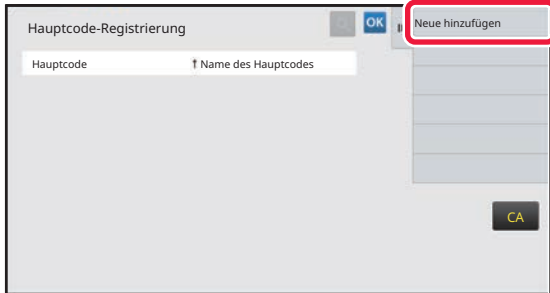 Hauptcode-Registrierung
OK
Neue hinzufügen
Hauptcode
↑ Name des Hauptcodes
CA